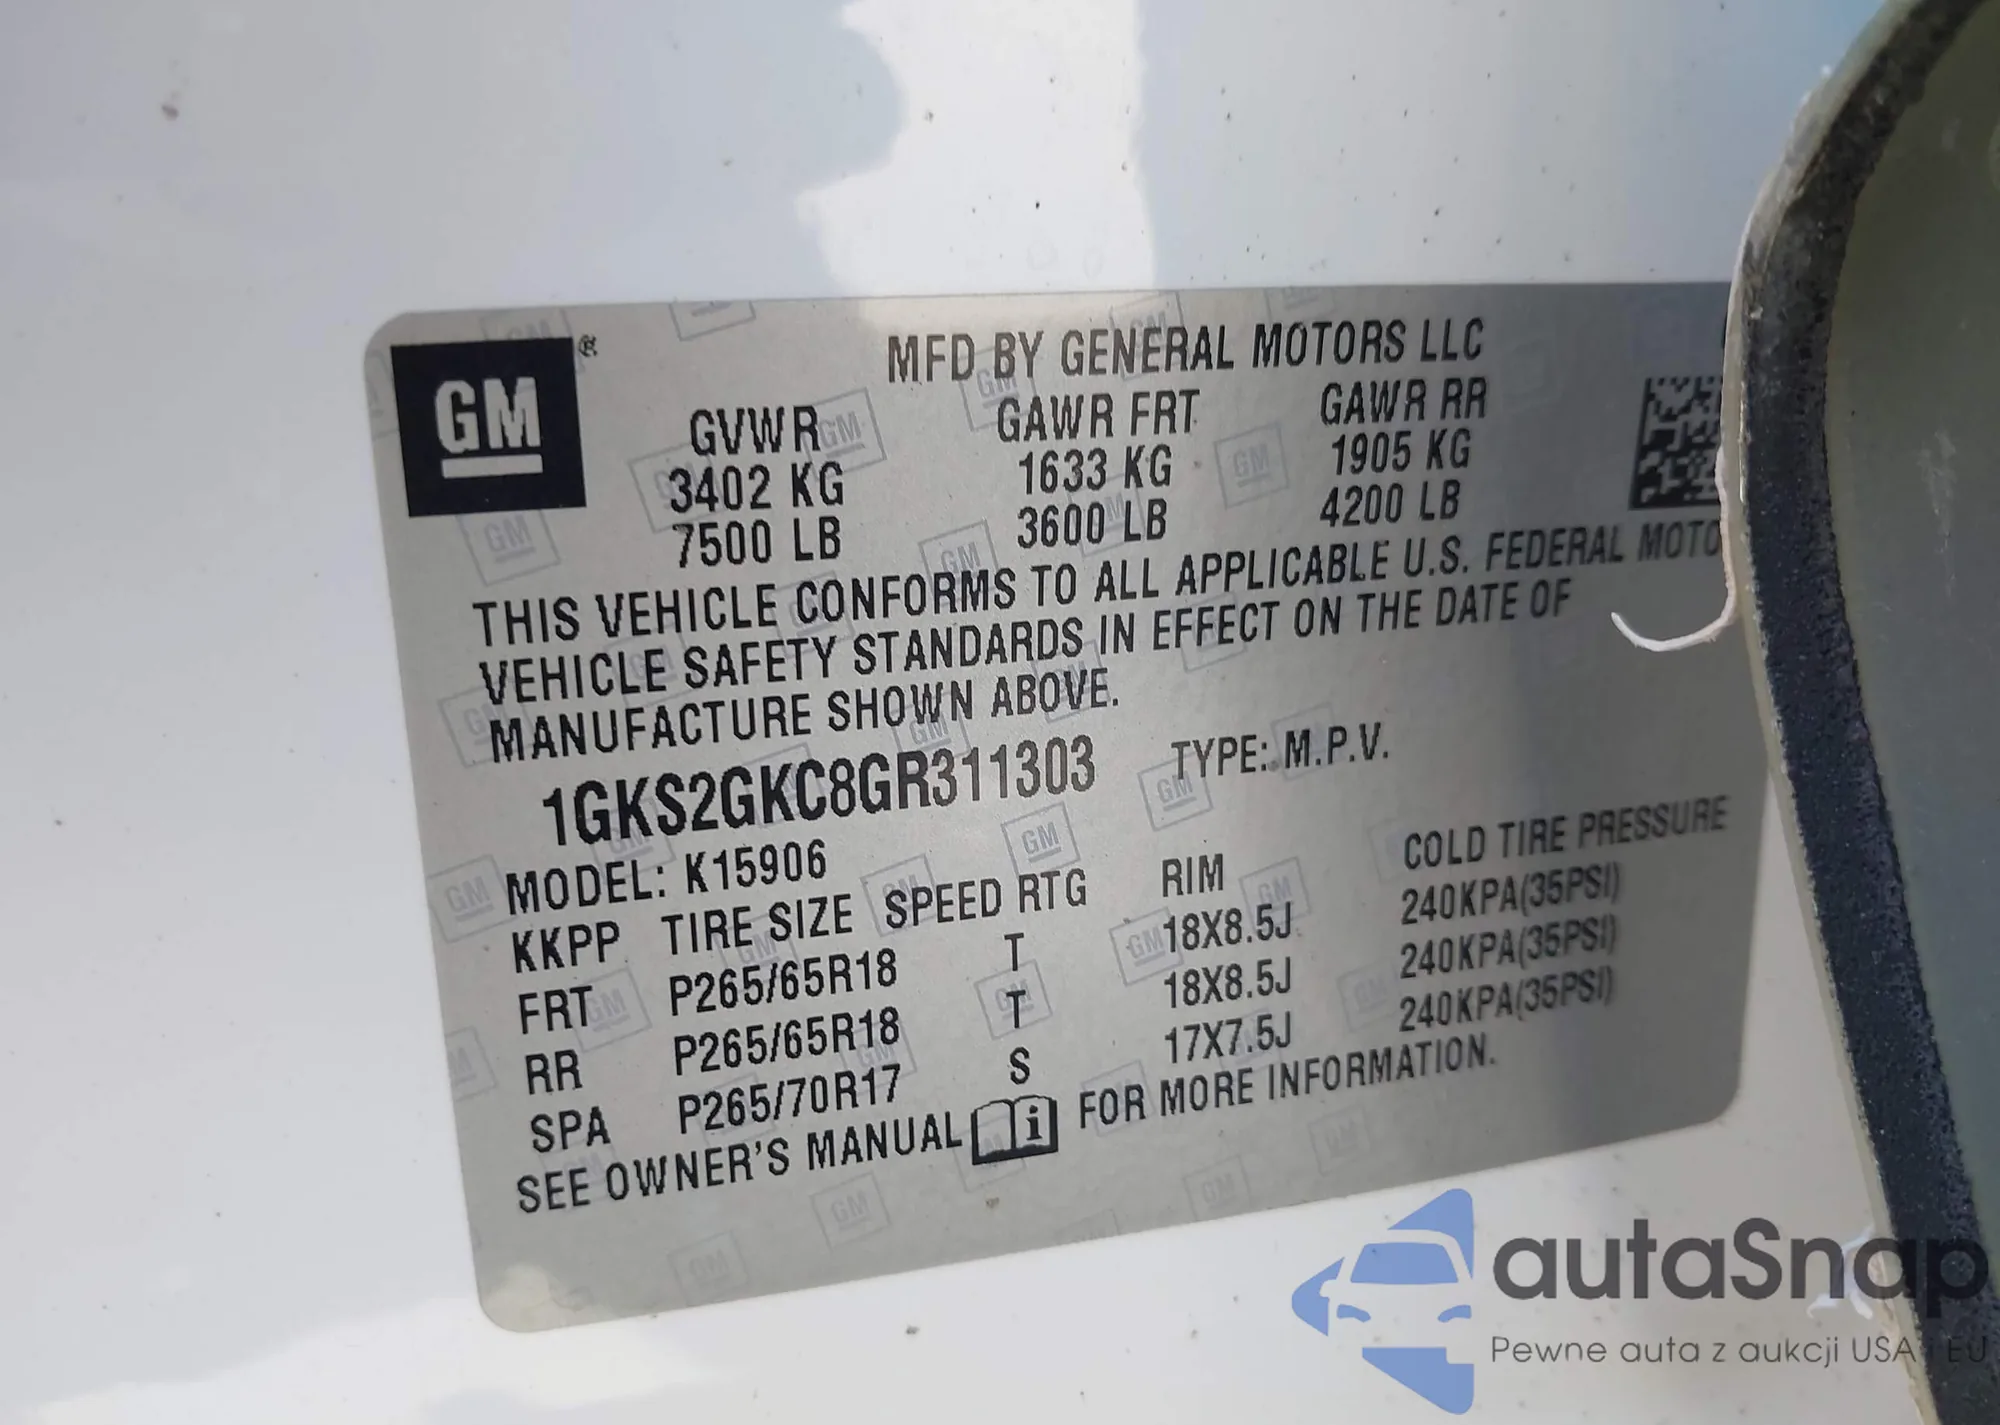 MFD BY GENERAL MOTORS LLC
GM ®
GVWR GAWR FRT GAWR RR
3402 KG 1633 KG 1905 KG
7500 LB 3600 LB 4200 LB
THIS VEHICLE CONFORMS TO ALL APPLICABLE U.S. FEDERAL MOTO
VEHICLE SAFETY STANDARDS IN EFFECT ON THE DATE OF
MANUFACTURE SHOWN ABOVE.
1GKS2GKC8GR311303 TYPE: M.P.V.
MODEL: K15906
KKPP TIRE SIZE SPEED RTG RIM COLD TIRE PRESSURE
FRT P265/65R18 T 18X8.5J 240KPA(35PSI)
RR P265/65R18 T 18X8.5J 240KPA(35PSI)
SPA P265/70R17 S 17X7.5J 240KPA(35PSI)
SEE OWNER'S MANUAL i FOR MORE INFORMATION.
autaSnap
Pewne auta z aukcji USA i EU